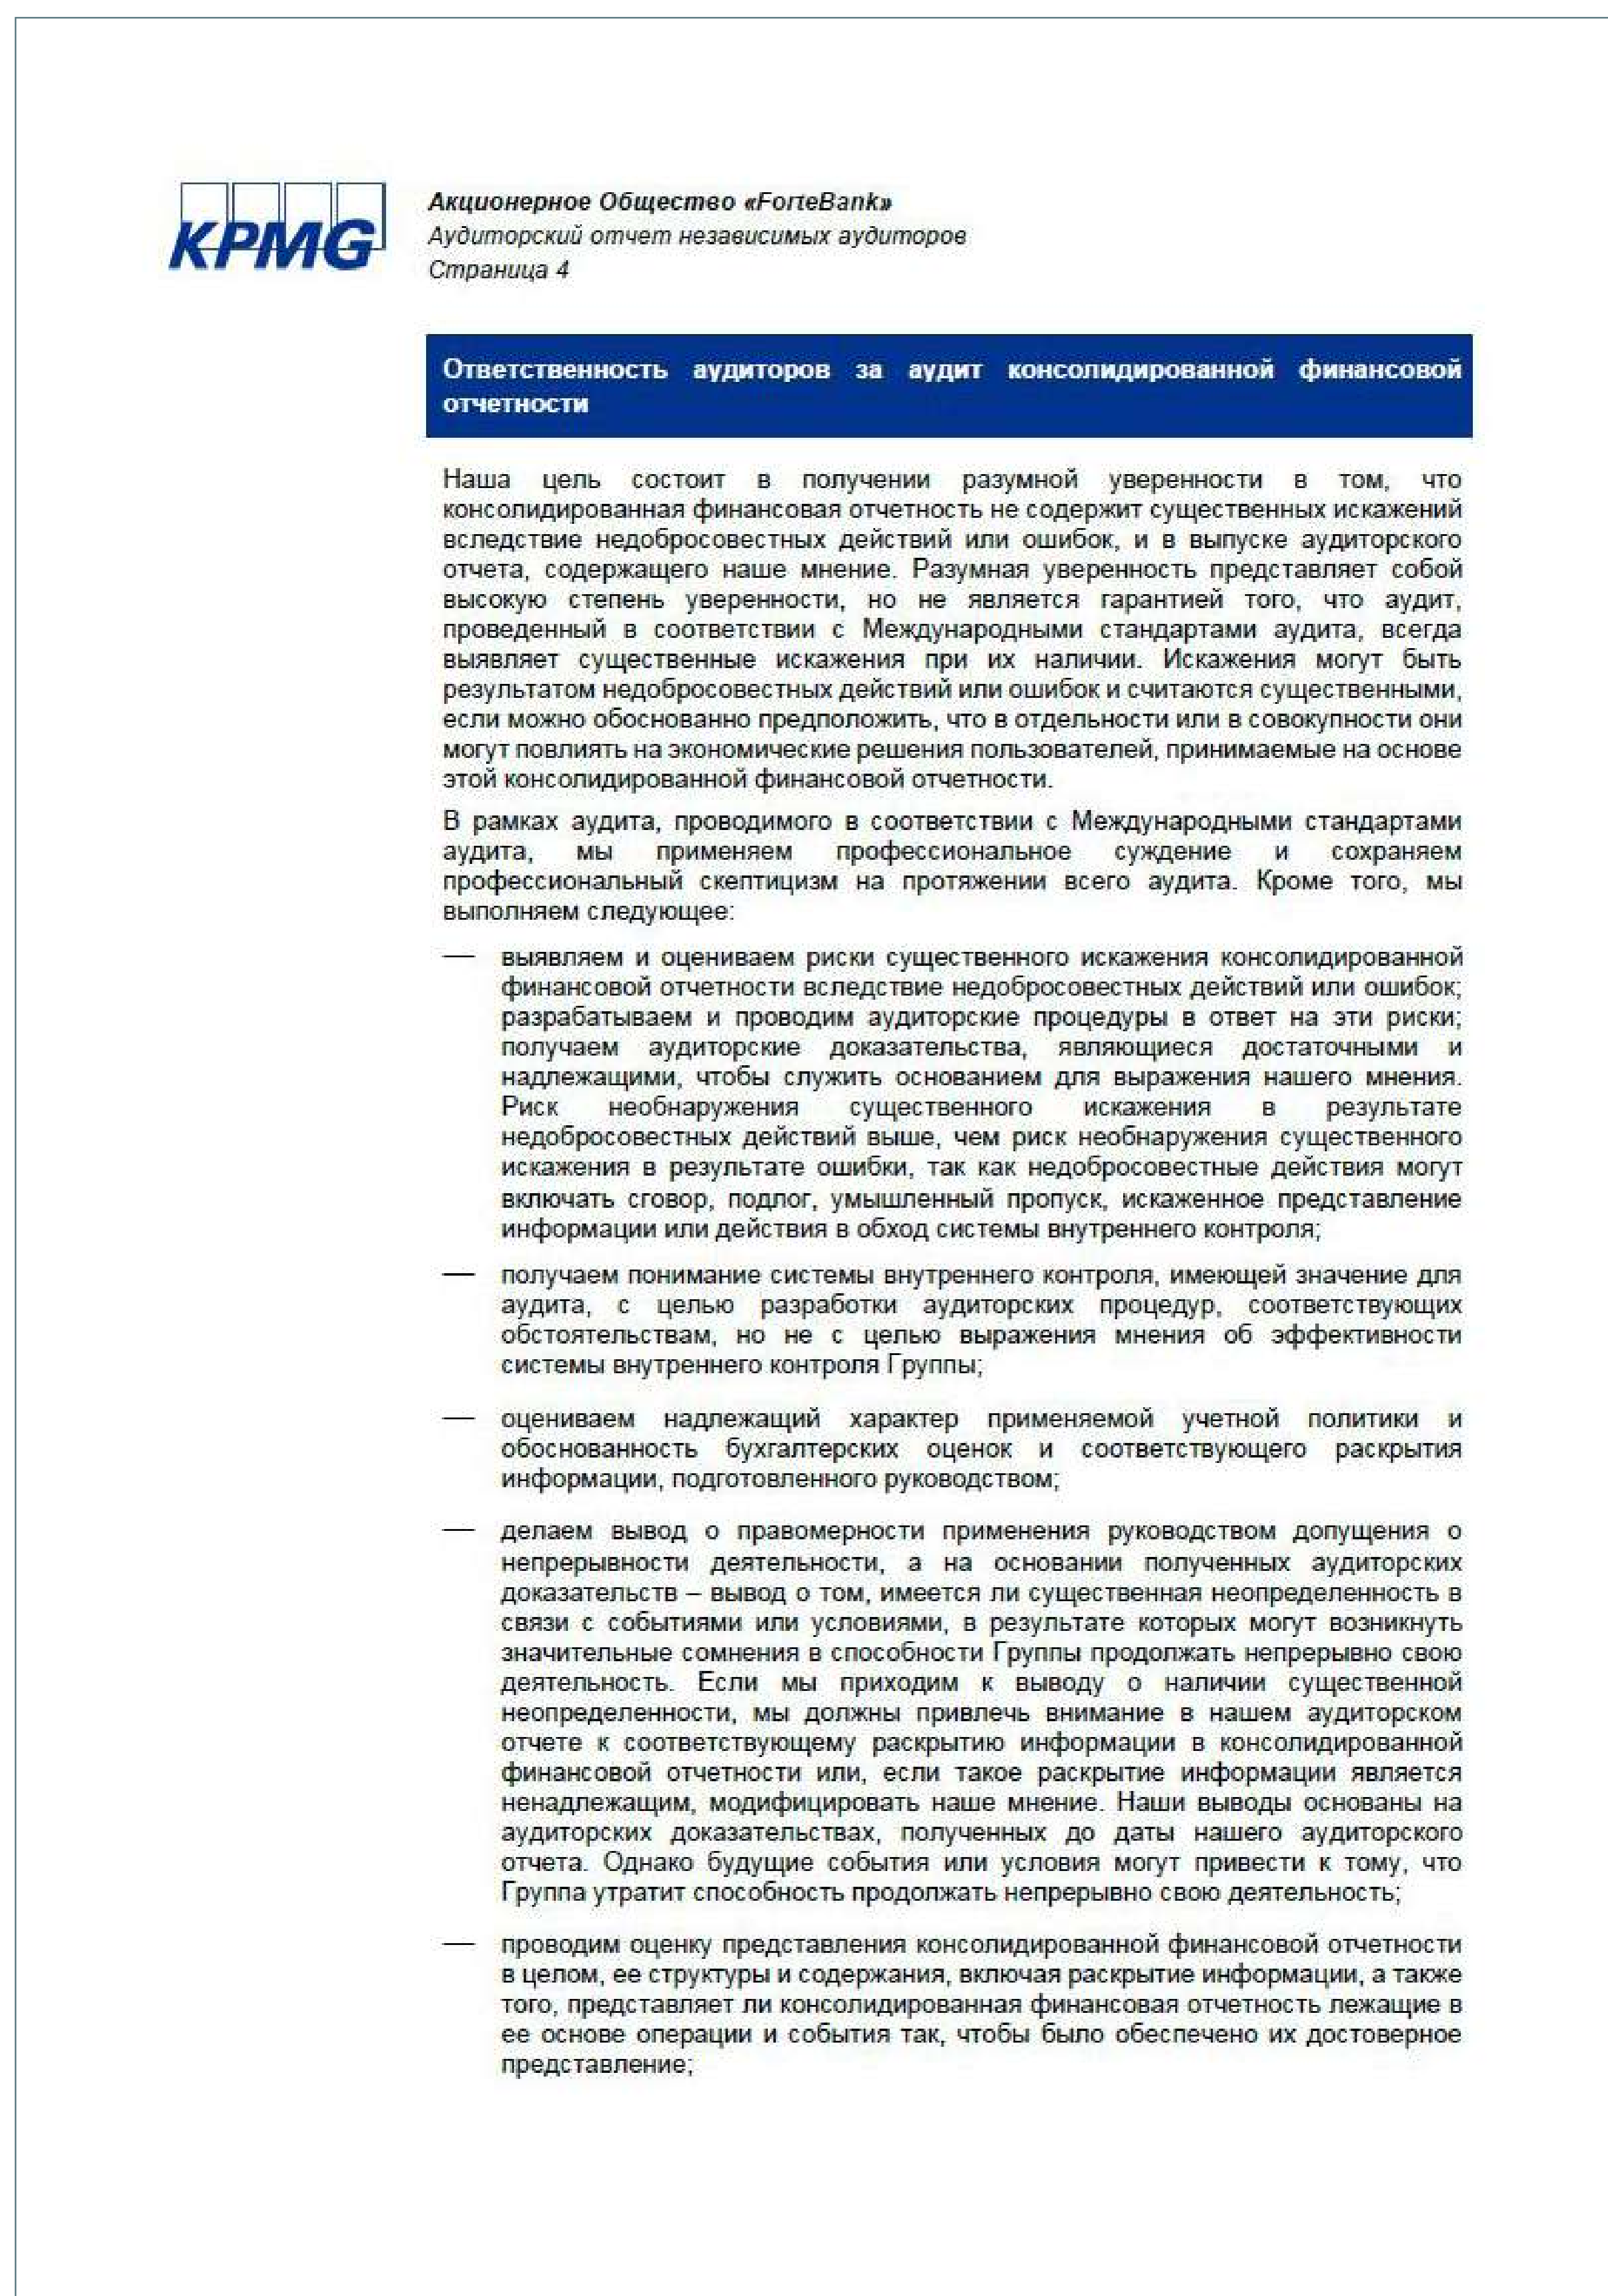 KPMG
Акционерное Общество «ForteBank»
Аудиторский отчет независимых аудиторов
Страница 4
Ответственность аудиторов за аудит консолидированной финансовой
отчетности
Наша цель состоит в получении разумной уверенности в том, что
консолидированная финансовая отчетность не содержит существенных искажений
вследствие недобросовестных действий или ошибок, и в выпуске аудиторского
отчета, содержащего наше мнение. Разумная уверенность представляет собой
высокую степень уверенности, но не является гарантией того, что аудит,
проведенный в соответствии с Международными стандартами аудита, всегда
выявляет существенные искажения при их наличии. Искажения могут быть
результатом недобросовестных действий или ошибок и считаются существенными,
если можно обоснованно предположить, что в отдельности или в совокупности они
могут повлиять на экономические решения пользователей, принимаемые на основе
этой консолидированной финансовой отчетности.
В рамках аудита, проводимого в соответствии с Международными стандартами
аудита, мы применяем профессиональное суждение и сохраняем
профессиональный скептицизм на протяжении всего аудита. Кроме того, мы
выполняем следующее:
— выявляем и оцениваем риски существенного искажения консолидированной
финансовой отчетности вследствие недобросовестных действий или ошибок;
разрабатываем и проводим аудиторские процедуры в ответ на эти риски;
получаем аудиторские доказательства, являющиеся достаточными и
надлежащими, чтобы служить основанием для выражения нашего мнения.
Риск необнаружения существенного искажения в результате
недобросовестных действий выше, чем риск необнаружения существенного
искажения в результате ошибки, так как недобросовестные действия могут
включать сговор, подлог, умышленный пропуск, искаженное представление
информации или действия в обход системы внутреннего контроля;
— получаем понимание системы внутреннего контроля, имеющей значение для
аудита, с целью разработки аудиторских процедур, соответствующих
обстоятельствам, но не с целью выражения мнения об эффективности
системы внутреннего контроля Группы;
— оцениваем надлежащий характер применяемой учетной политики и
обоснованность бухгалтерских оценок и соответствующего раскрытия
информации, подготовленного руководством;
— делаем вывод о правомерности применения руководством допущения о
непрерывности деятельности, а на основании полученных аудиторских
доказательств – вывод о том, имеется ли существенная неопределенность в
связи с событиями или условиями, в результате которых могут возникнуть
значительные сомнения в способности Группы продолжать непрерывно свою
деятельность. Если мы приходим к выводу о наличии существенной
неопределенности, мы должны привлечь внимание в нашем аудиторском
отчете к соответствующему раскрытию информации в консолидированной
финансовой отчетности или, если такое раскрытие информации является
ненадлежащим, модифицировать наше мнение. Наши выводы основаны на
аудиторских доказательствах, полученных до даты нашего аудиторского
отчета. Однако будущие события или условия могут привести к тому, что
Группа утратит способность продолжать непрерывно свою деятельность;
— проводим оценку представления консолидированной финансовой отчетности
в целом, ее структуры и содержания, включая раскрытие информации, а также
того, представляет ли консолидированная финансовая отчетность лежащие в
ее основе операции и события так, чтобы было обеспечено их достоверное
представление;